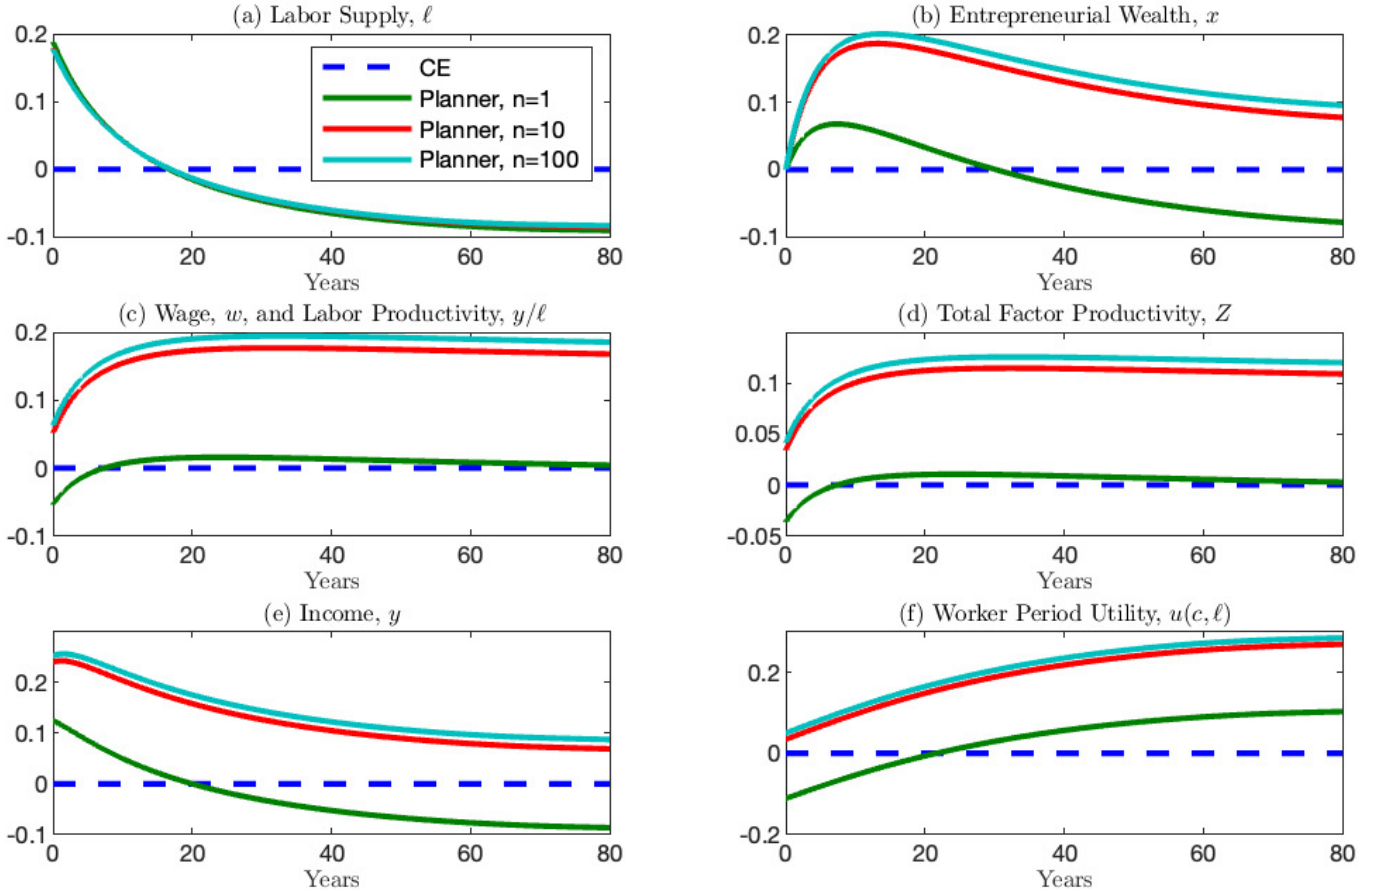 (a) Labor Supply, ℓ
0.2
0.1
0
-0.1
0 20 40 60 80
Years
CE
Planner, n=1
Planner, n=10
Planner, n=100
(b) Entrepreneurial Wealth, x
0.2
0.1
0
-0.1
0 20 40 60 80
Years
(c) Wage, w, and Labor Productivity, y/ℓ
0.2
0.1
0
-0.1
0 20 40 60 80
Years
(d) Total Factor Productivity, Z
0.1
0.05
0
-0.05
0 20 40 60 80
Years
(e) Income, y
0.2
0.1
0
-0.1
0 20 40 60 80
Years
(f) Worker Period Utility, u(c, ℓ)
0.2
0
-0.2
0 20 40 60 80
Years